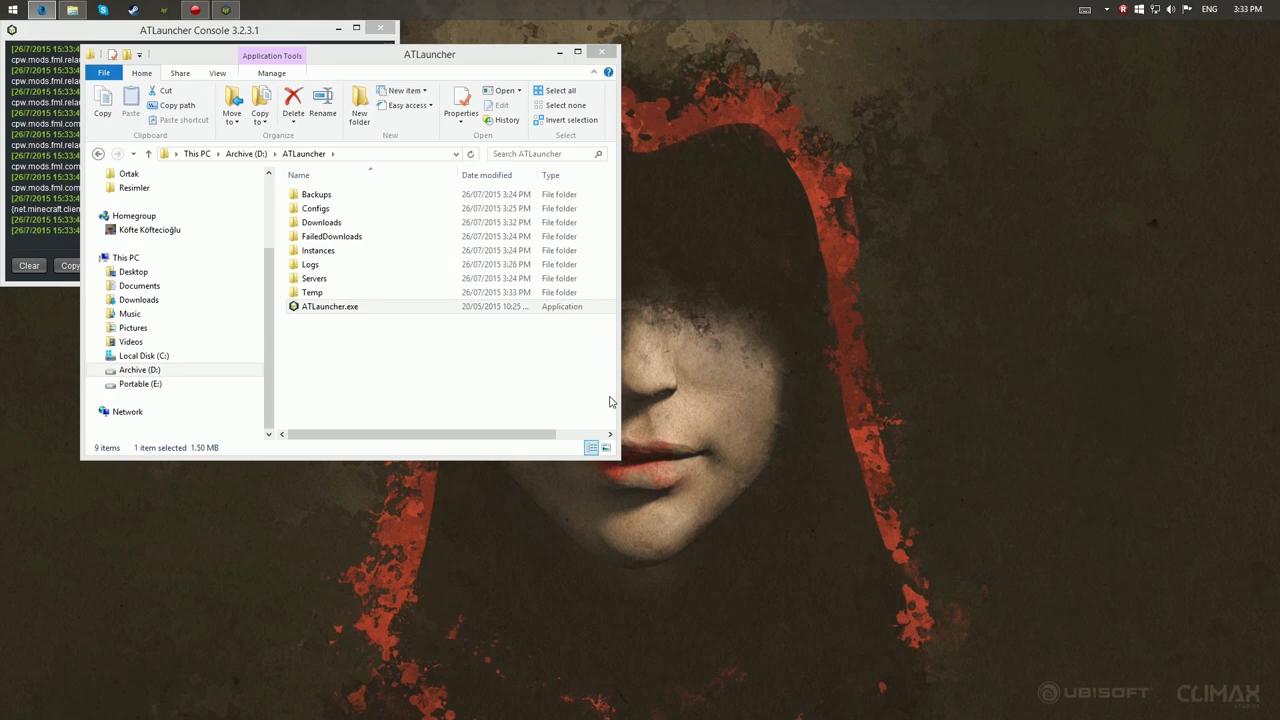 ENG
3:33 PM
ATLauncher Console 3.2.3.1
[26/7/2015 15:33:4
cpw.mods.fml.rela
[26/7/2015 15:33:4
cpw.mods.fml.rela
[26/7/2015 15:33:4
cpw.mods.fml.rela
[26/7/2015 15:33:4
cpw.mods.fml.rela
[26/7/2015 15:33:4
cpw.mods.fml.rela
[26/7/2015 15:33:4
cpw.mods.fml.com
[26/7/2015 15:33:4
cpw.mods.fml.com
[26/7/2015 15:33:4
{net.minecraft.clien
[26/7/2015 15:33:4
[26/7/2015 15:33:4
Clear
Copy
Application Tools
ATLauncher
File
Home
Share
View
Manage
Copy
Paste
Cut
Copy path
Paste shortcut
Clipboard
Move to
Copy to
Delete
Rename
Organize
New folder
New item
Easy access
New
Properties
Open
Edit
History
Open
Select all
Select none
Invert selection
Select
This PC
Archive (D:)
ATLauncher
Search ATLauncher
Ortak
Resimler
Homegroup
Köfte Köftecioğlu
This PC
Desktop
Documents
Downloads
Music
Pictures
Videos
Local Disk (C:)
Archive (D:)
Portable (E:)
Network
Name Date modified Type
Backups 26/07/2015 3:24 PM File folder
Configs 26/07/2015 3:25 PM File folder
Downloads 26/07/2015 3:32 PM File folder
FailedDownloads 26/07/2015 3:24 PM File folder
Instances 26/07/2015 3:24 PM File folder
Logs 26/07/2015 3:26 PM File folder
Servers 26/07/2015 3:24 PM File folder
Temp 26/07/2015 3:33 PM File folder
ATLauncher.exe 20/05/2015 10:25 ... Application
9 items
1 item selected 1.50 MB
UBISOFT
CLIMAX
STUDIOS